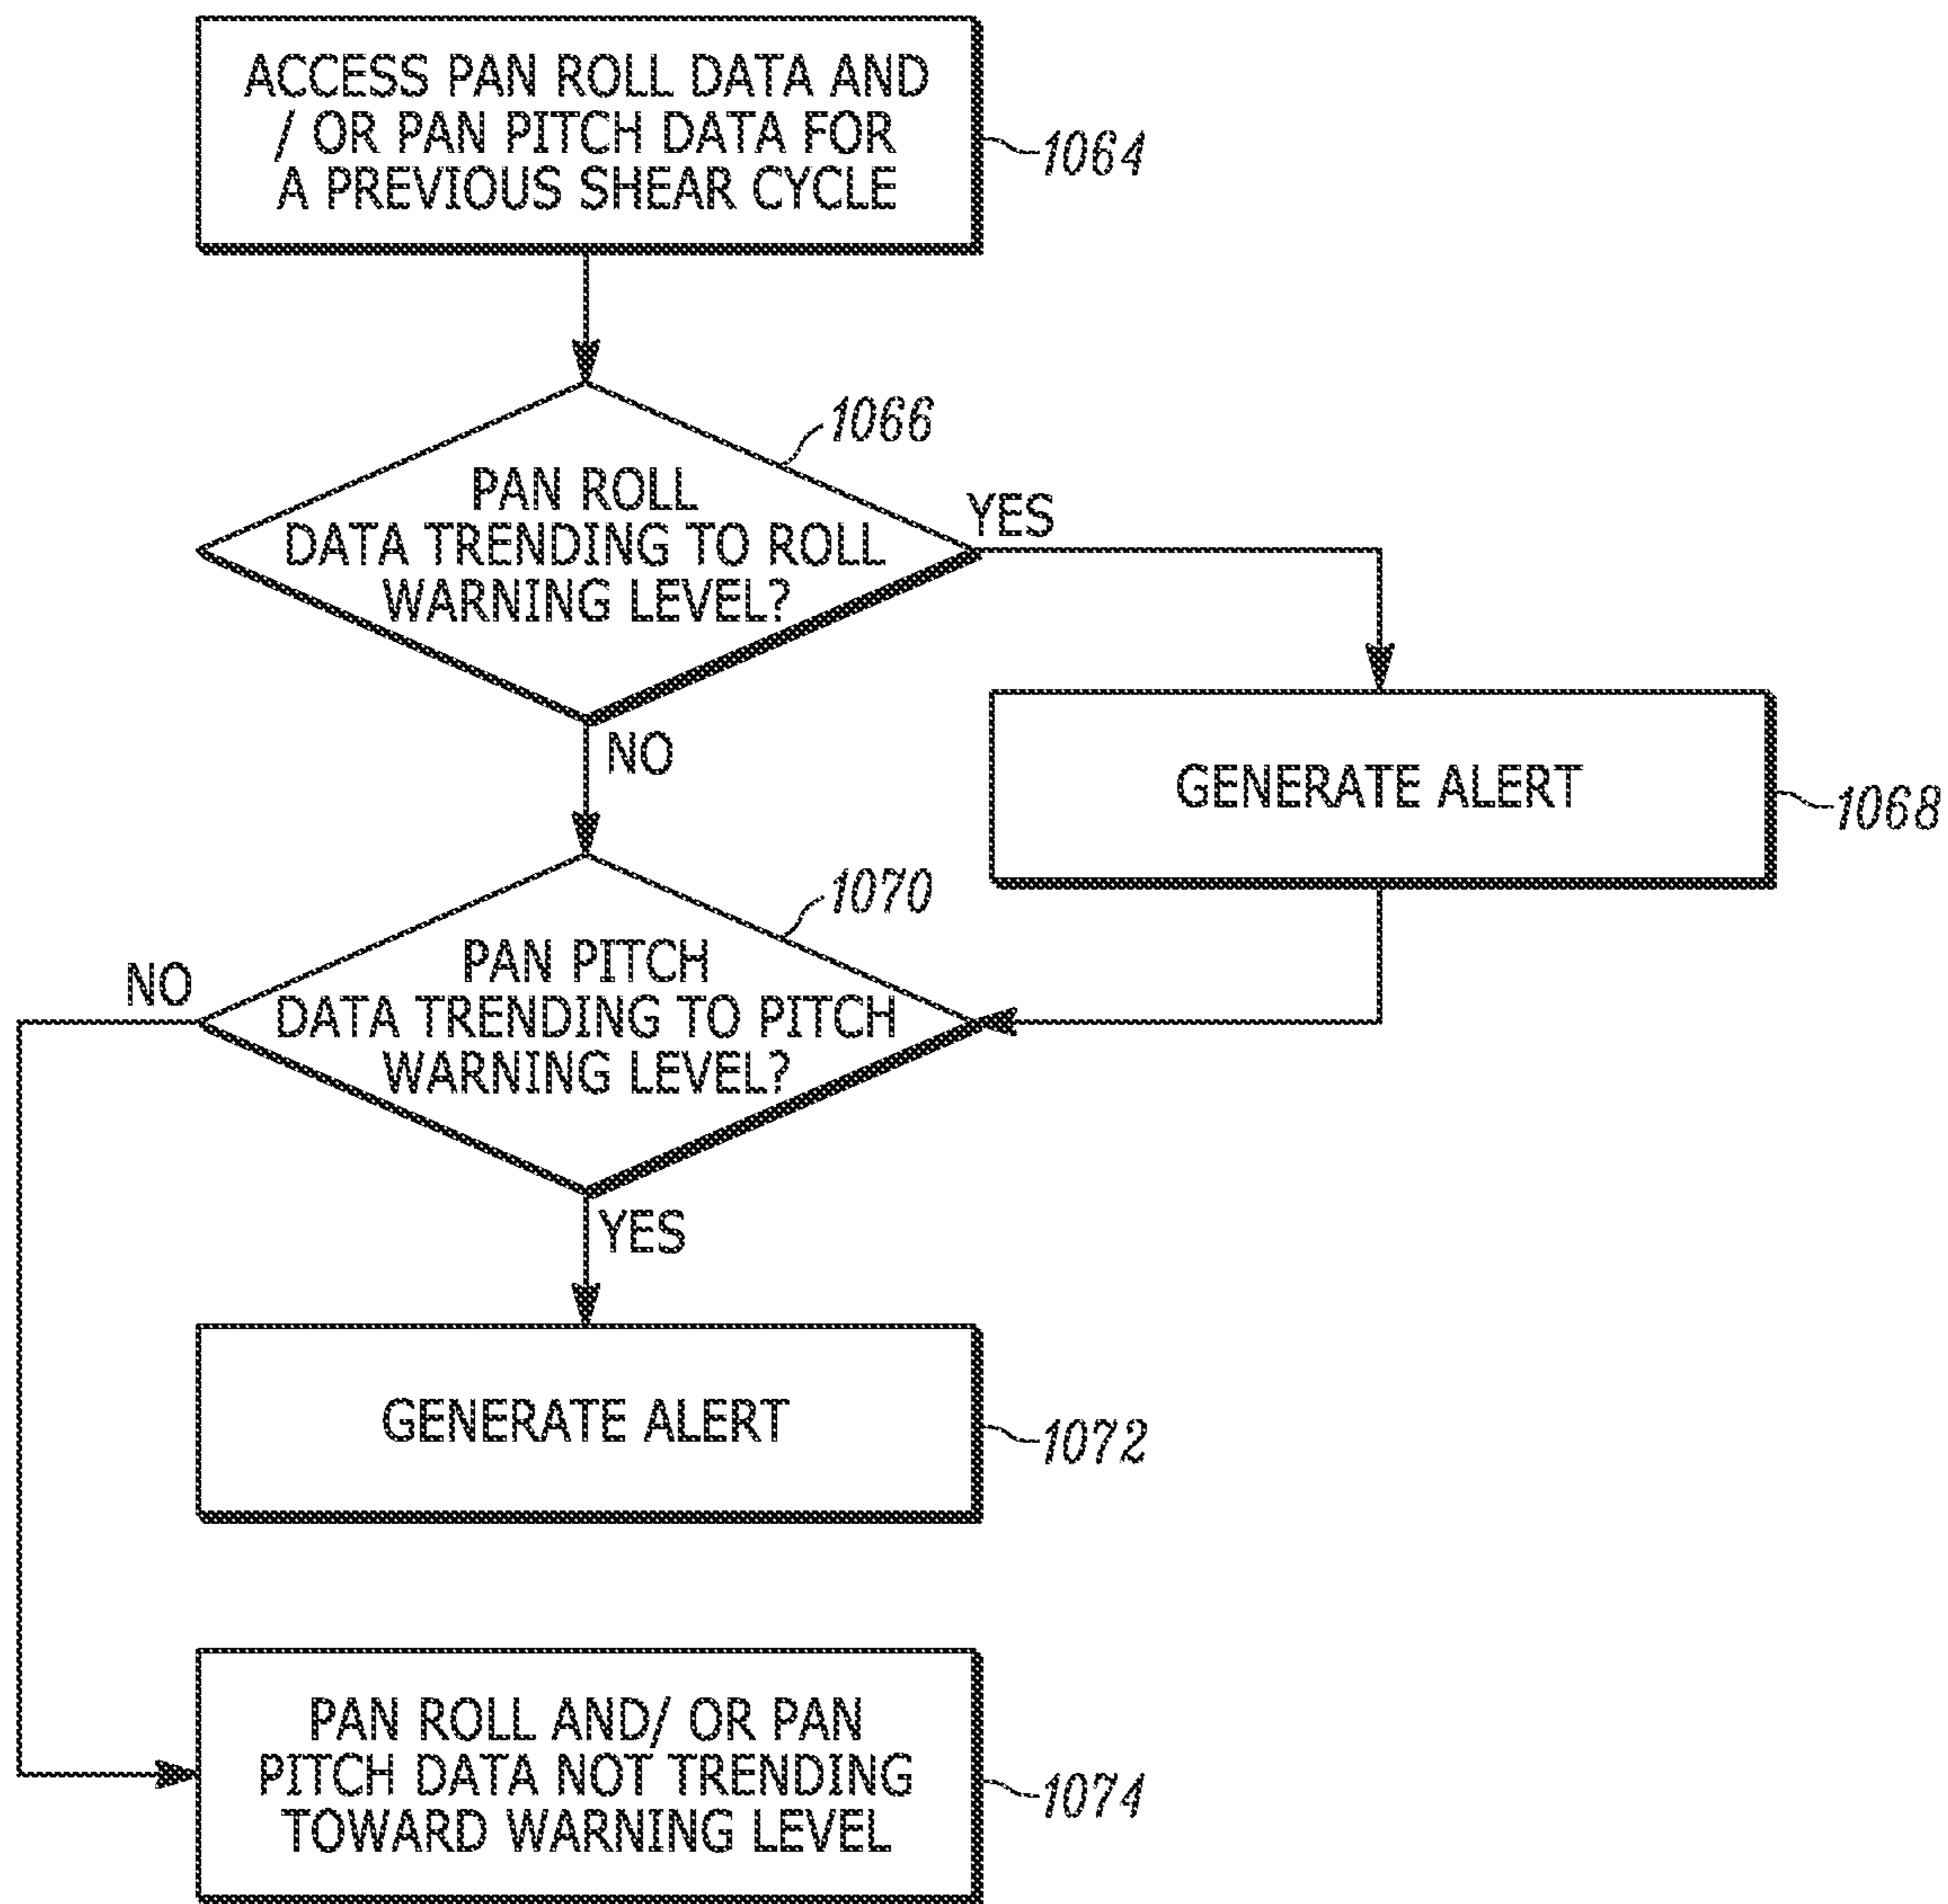 ACCESS PAN ROLL DATA AND
/ OR PAN PITCH DATA FOR
A PREVIOUS SHEAR CYCLE
1064
1066
PAN ROLL
DATA TRENDING TO ROLL
WARNING LEVEL?
YES
NO
GENERATE ALERT
1068
1070
PAN PITCH
DATA TRENDING TO PITCH
WARNING LEVEL?
NO
YES
GENERATE ALERT
1072
PAN ROLL AND/ OR PAN
PITCH DATA NOT TRENDING
TOWARD WARNING LEVEL
1074